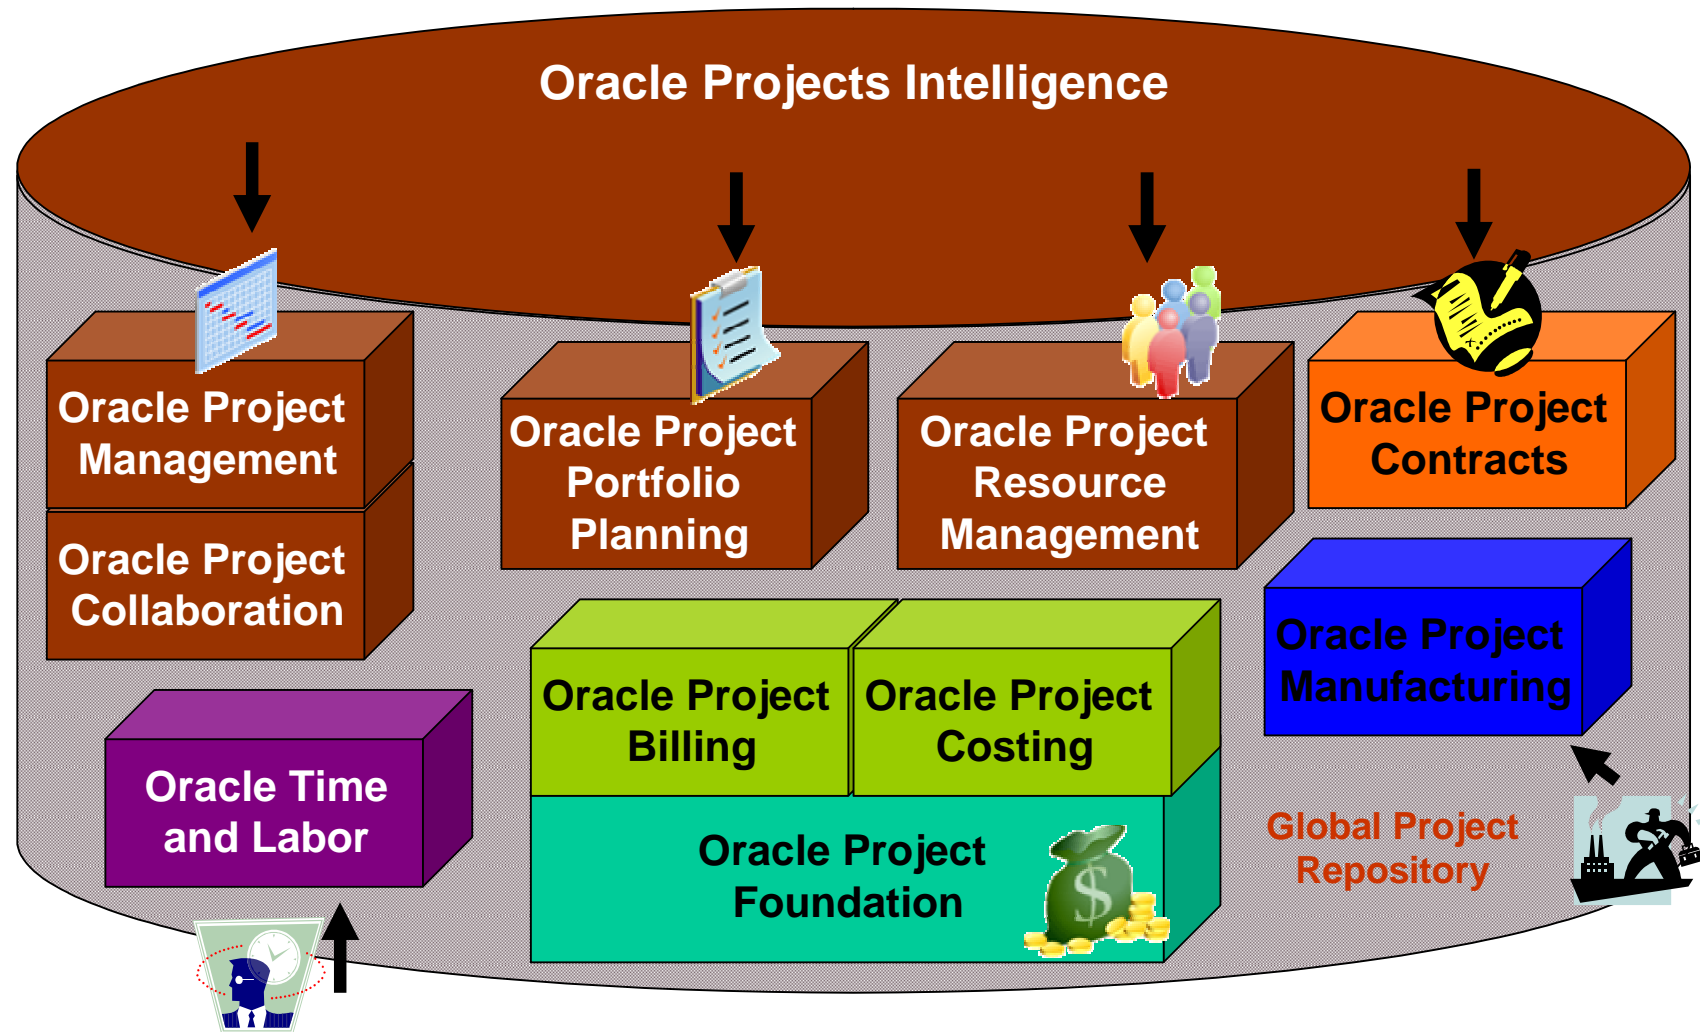 Oracle Projects Intelligence
Oracle Project
Management
Oracle Project
Collaboration
Oracle Project
Portfolio
Planning
Oracle Project
Resource
Management
Oracle Project
Contracts
Oracle Project
Manufacturing
Oracle Project
Billing
Oracle Project
Costing
Oracle Time
and Labor
Oracle Project
Foundation
$
Global Project
Repository